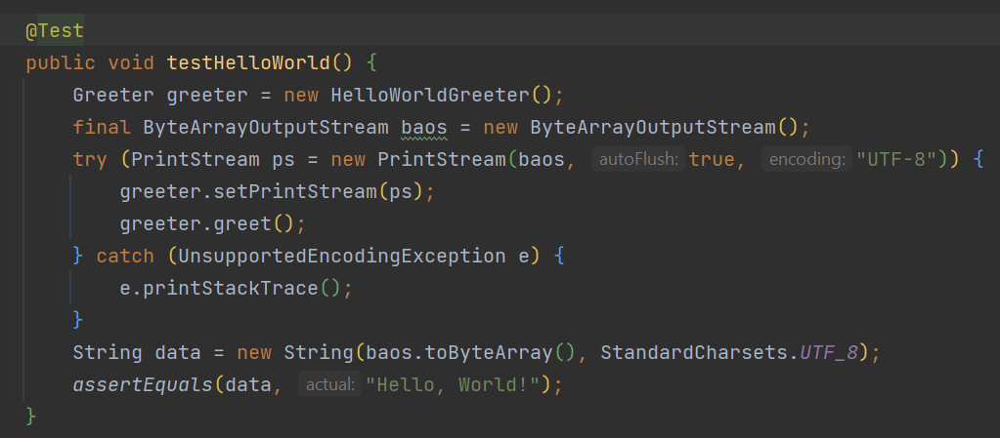 @Test
public void testHelloWorld() {
    Greeter greeter = new HelloWorldGreeter();
    final ByteArrayOutputStream baos = new ByteArrayOutputStream();
    try (PrintStream ps = new PrintStream(baos, autoFlush: true, encoding: "UTF-8")) {
        greeter.setPrintStream(ps);
        greeter.greet();
    } catch (UnsupportedEncodingException e) {
        e.printStackTrace();
    }
    String data = new String(baos.toByteArray(), StandardCharsets.UTF_8);
    assertEquals(data, actual: "Hello, World!");
}